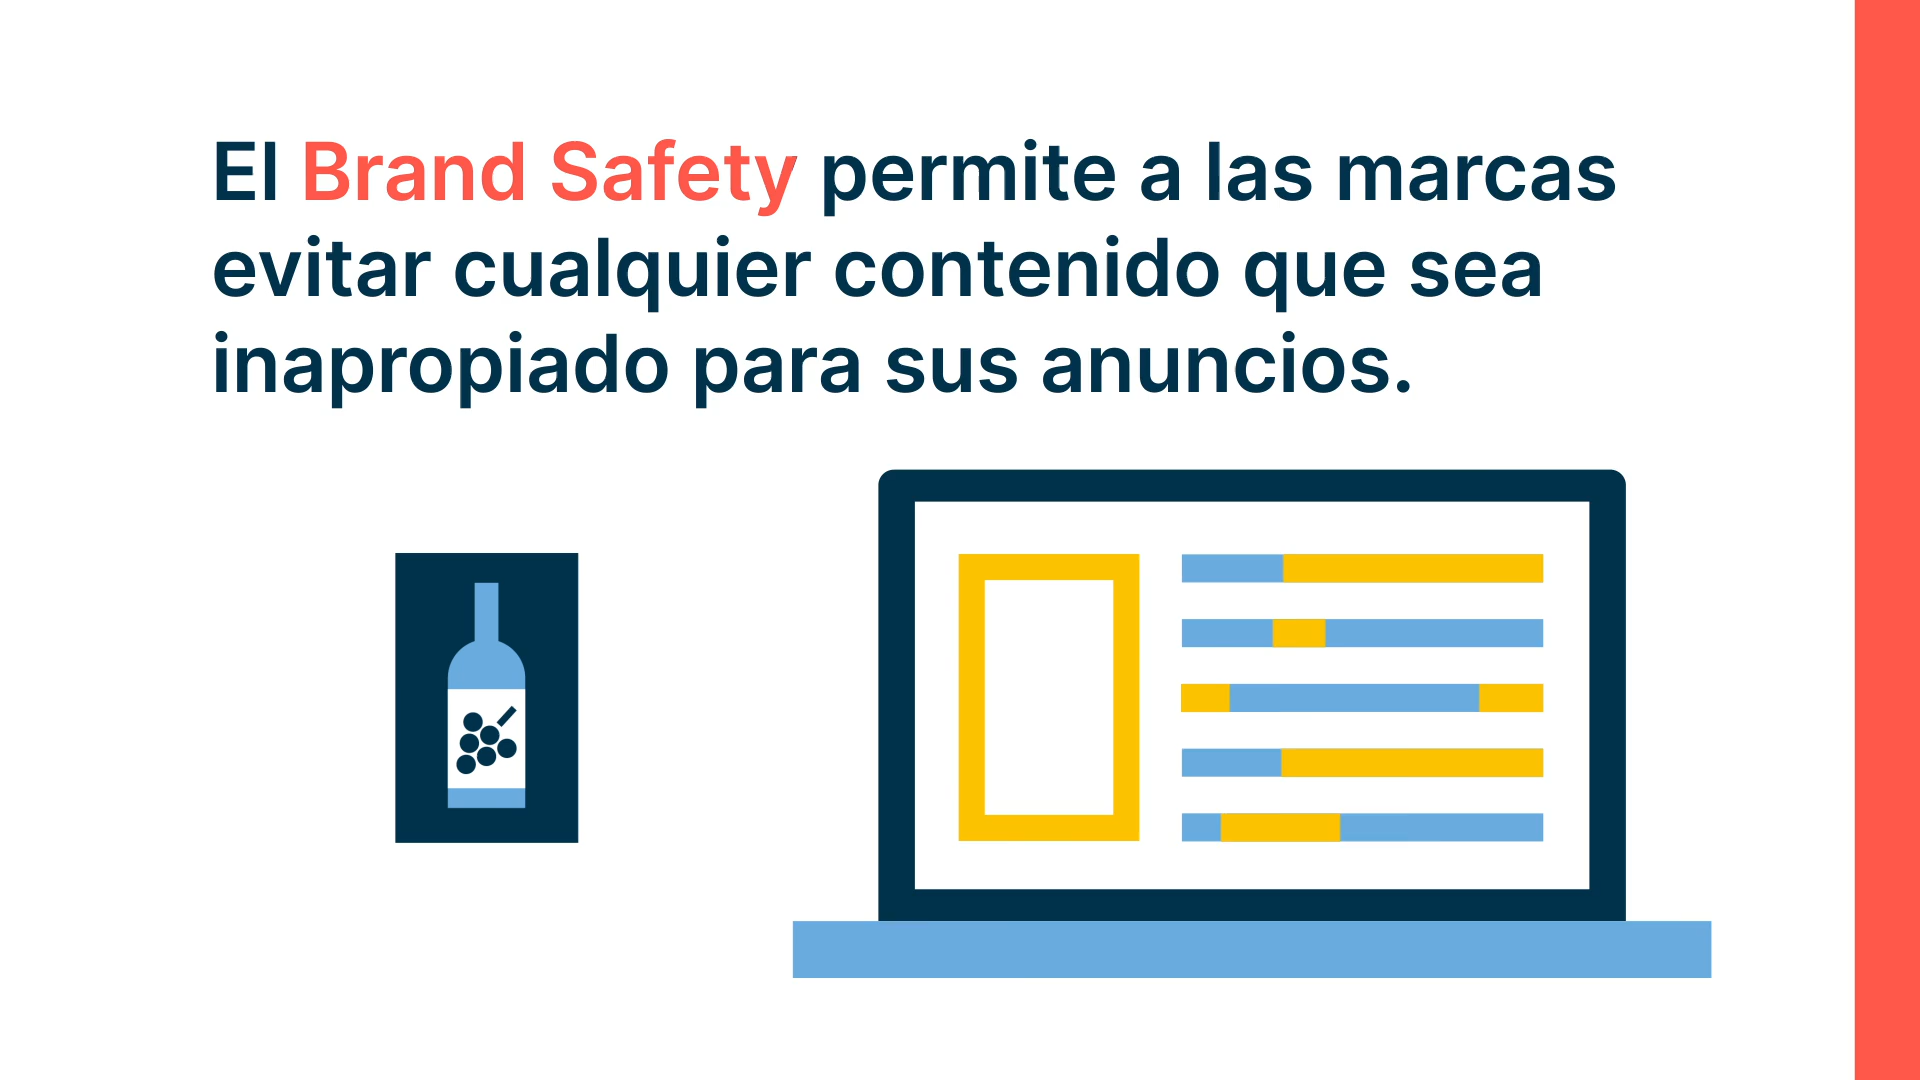 El Brand Safety permite a las marcas
evitar cualquier contenido que sea
inapropiado para sus anuncios.